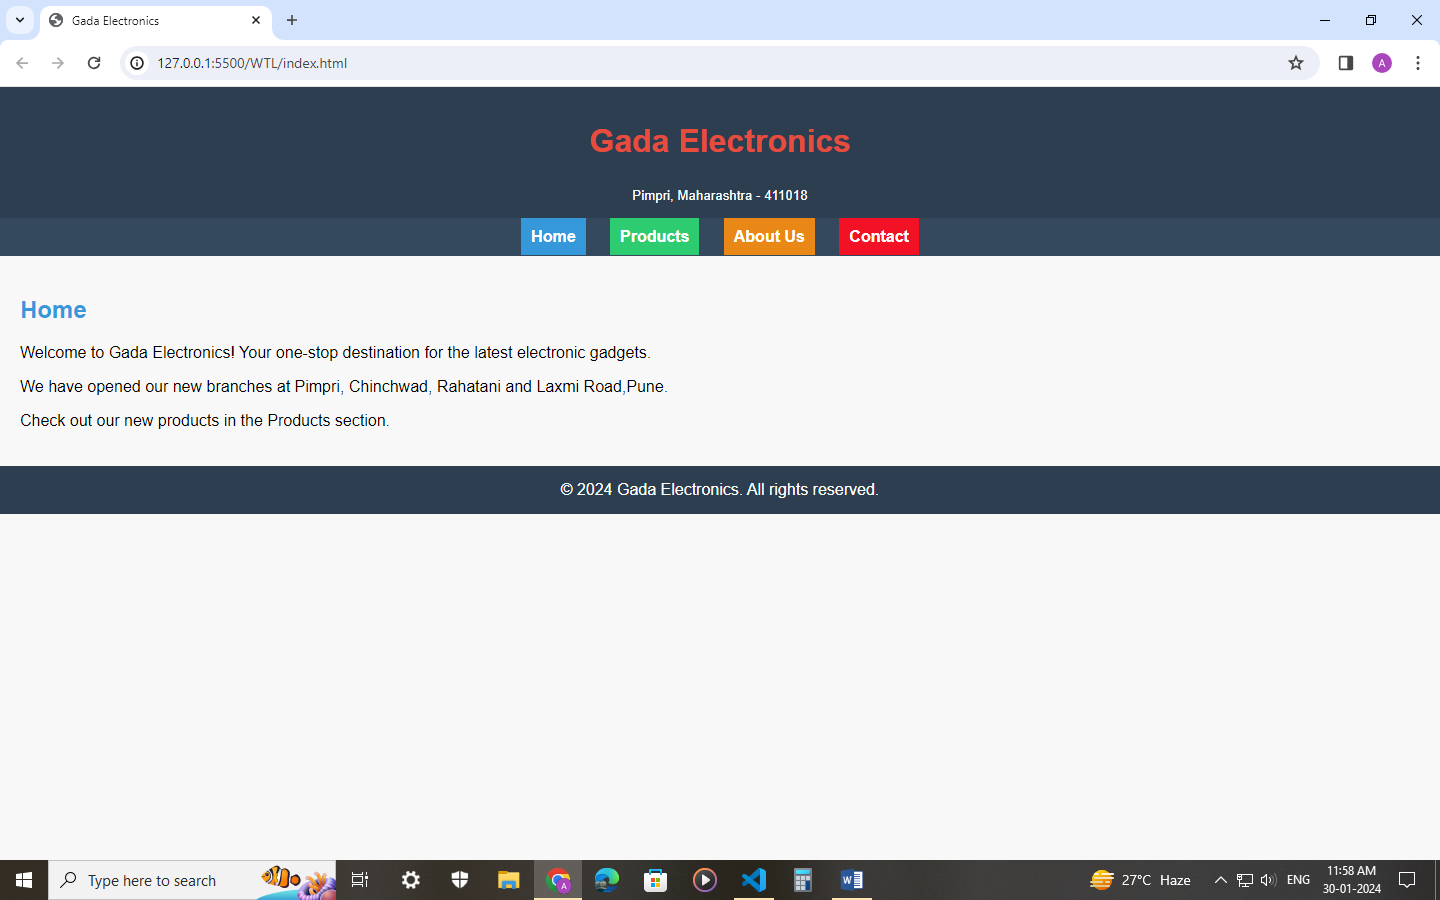 Gada Electronics
127.0.0.1:5500/WTL/index.html
A
Gada Electronics
Pimpri, Maharashtra - 411018
Home Products About Us Contact
Home
Welcome to Gada Electronics! Your one-stop destination for the latest electronic gadgets.
We have opened our new branches at Pimpri, Chinchwad, Rahatani and Laxmi Road,Pune.
Check out our new products in the Products section.
© 2024 Gada Electronics. All rights reserved.
Type here to search
A
W
27°C Haze
ENG
11:58 AM
30-01-2024